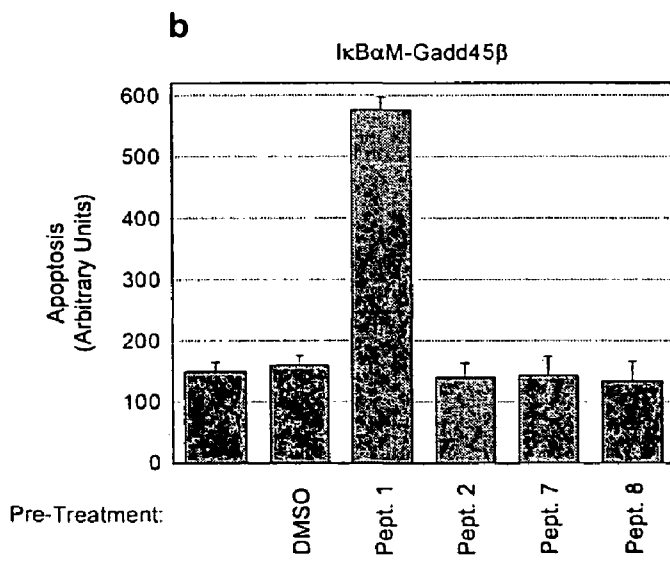 b
IκBαM-Gadd45β
600
500
400
300
200
100
0
Apoptosis
(Arbitrary Units)
Pre-Treatment:
DMSO
Pept. 1
Pept. 2
Pept. 7
Pept. 8